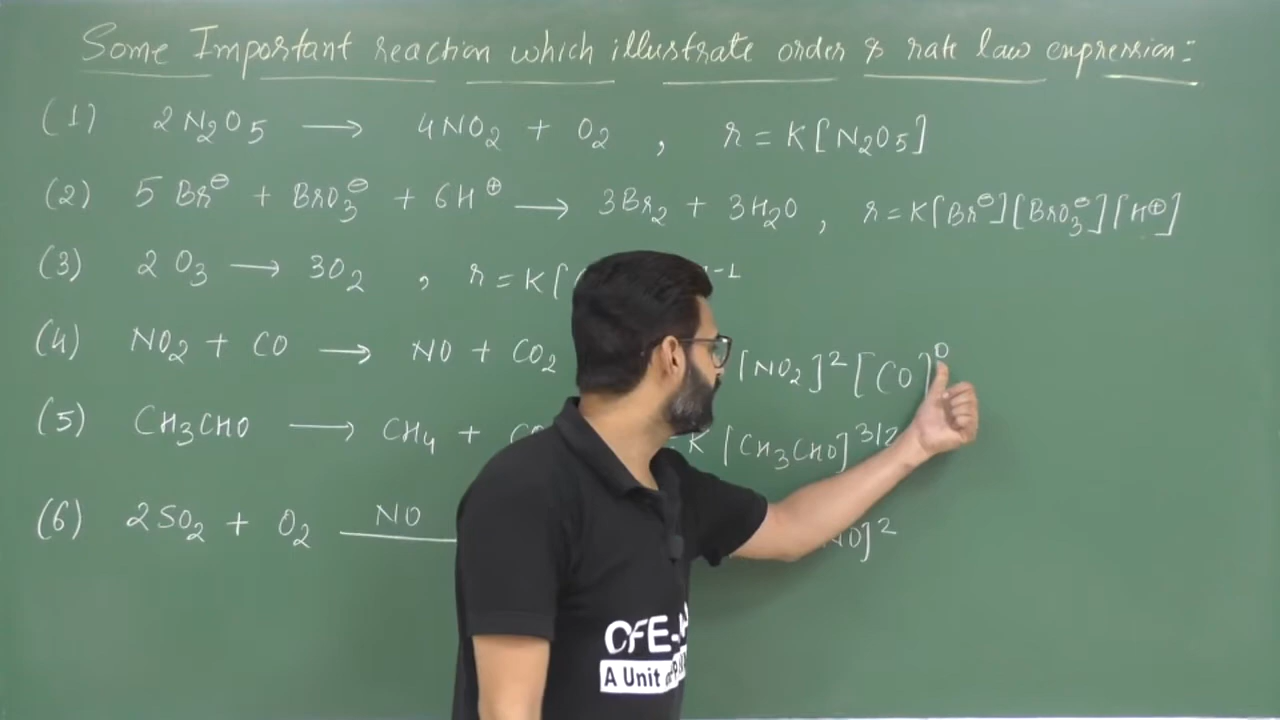 Some Important reaction which illustrate order & rate law expression:
(1) 2N₂O₅ → 4NO₂ + O₂ , r = K[N₂O₅]
(2) 5Br⊖ + BrO₃⊖ + 6H⊕ → 3Br₂ + 3H₂O , r = K[Br⊖][BrO₃⊖][H⊕]
(3) 2O₃ → 3O₂ , r = K[ -1
(4) NO₂ + CO → NO + CO₂ [NO₂]²[CO]⁰
(5) CH₃CHO → CH₄ + K[CH₃CHO]^3/2
(6) 2SO₂ + O₂ NO NO]²
A Unit